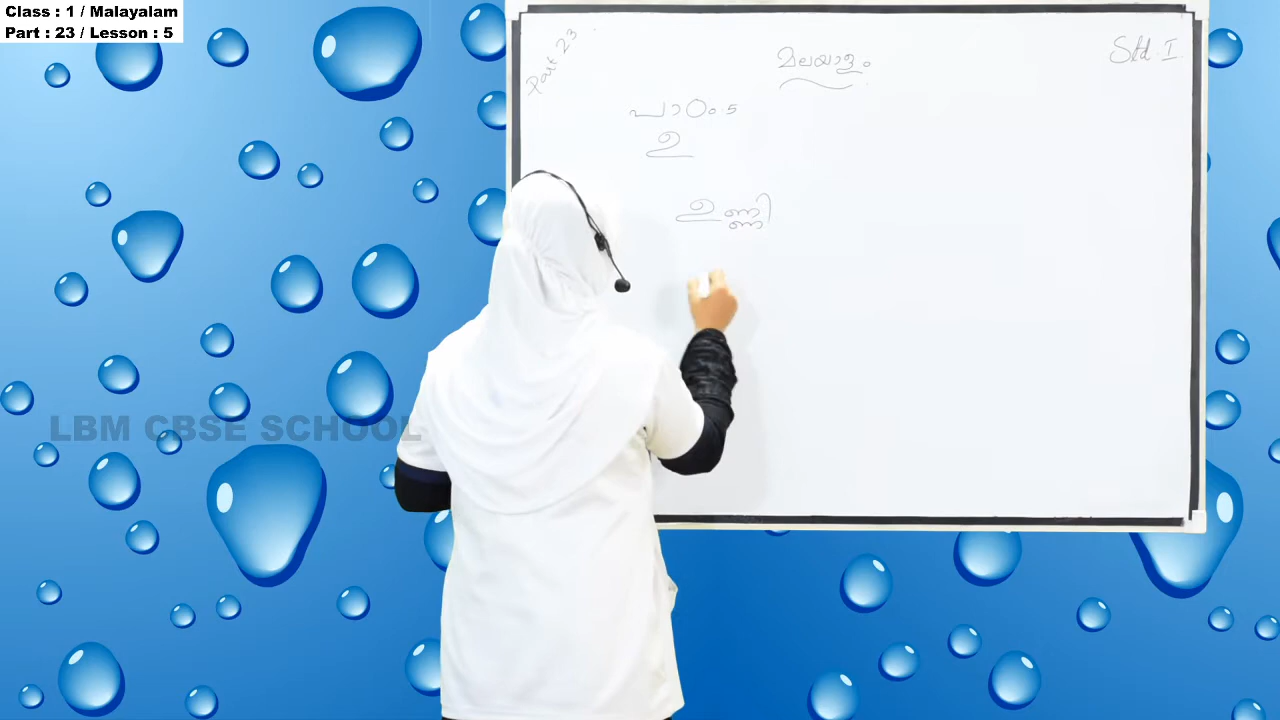 Class : 1 / Malayalam
Part : 23 / Lesson : 5
Part 23
മലയാളം
Std. I
പാഠം 5
ഉ
ഉണ്ണി
LBM CBSE SCHOOL